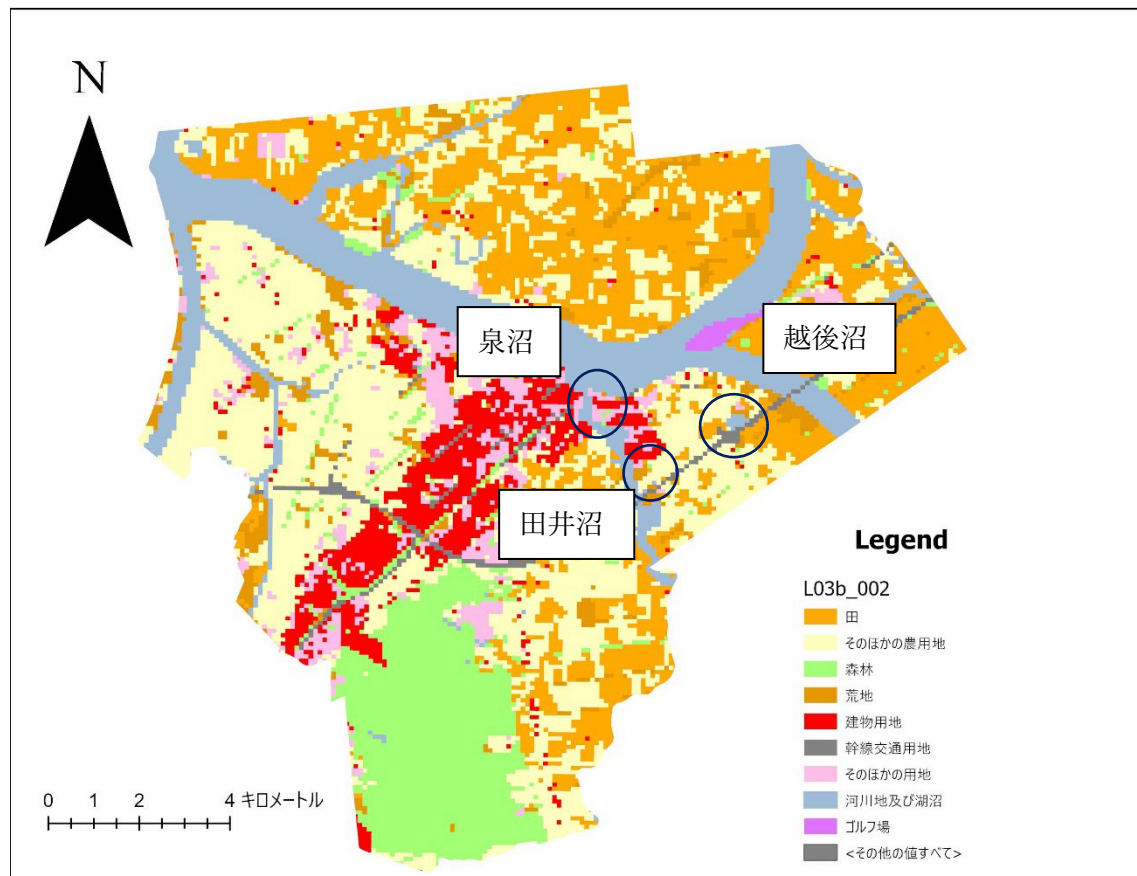 N
泉沼
越後沼
田井沼
Legend
L03b_002
田
そのほかの農用地
森林
荒地
建物用地
幹線交通用地
そのほかの用地
河川地及び湖沼
ゴルフ場
<その他の値すべて>
0 1 2 4 キロメートル